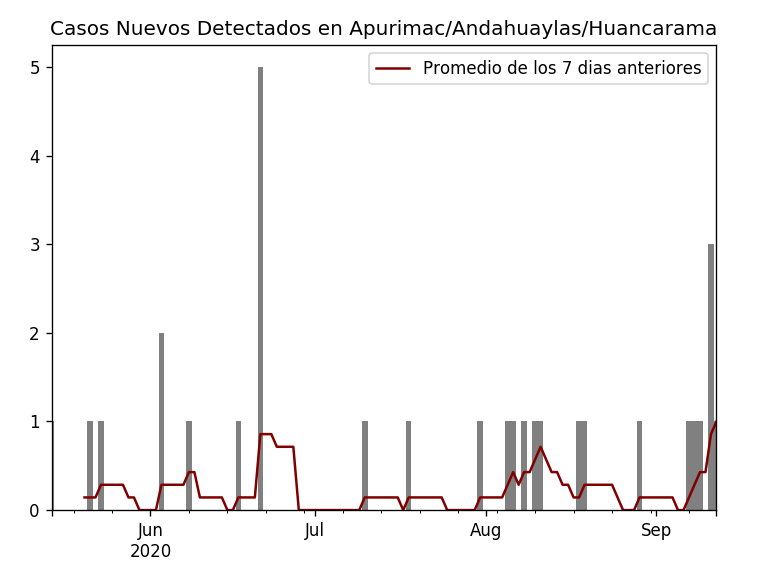 Casos Nuevos Detectados en Apurimac/Andahuaylas/Huancarama
Promedio de los 7 dias anteriores
5
4
3
2
1
0
Jun
2020
Jul
Aug
Sep